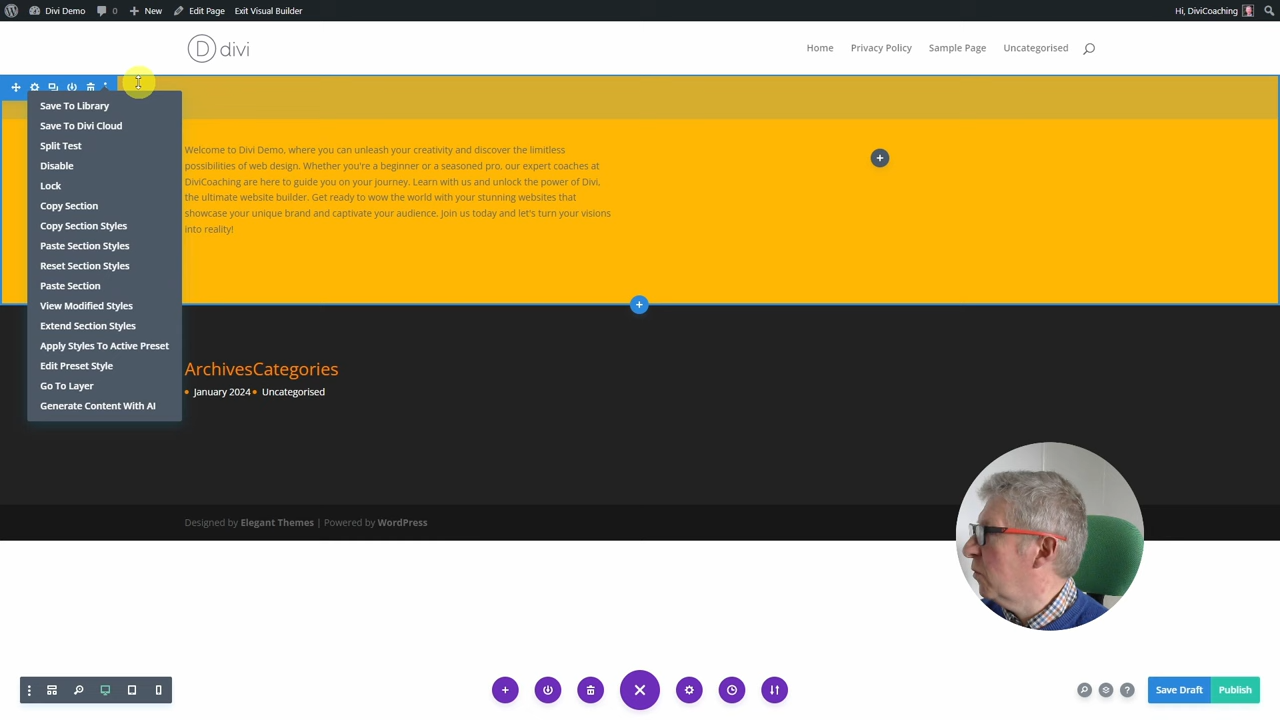 Divi Demo 0 New Edit Page Exit Visual Builder Hi, DiviCoaching
D divi Home Privacy Policy Sample Page Uncategorised
Save To Library
Save To Divi Cloud
Split Test
Disable
Lock
Copy Section
Copy Section Styles
Paste Section Styles
Reset Section Styles
Paste Section
View Modified Styles
Extend Section Styles
Apply Styles To Active Preset
Edit Preset Style
Go To Layer
Generate Content With AI
Welcome to Divi Demo, where you can unleash your creativity and discover the limitless
possibilities of web design. Whether you're a beginner or a seasoned pro, our expert coaches at
DiviCoaching are here to guide you on your journey. Learn with us and unlock the power of Divi,
the ultimate website builder. Get ready to wow the world with your stunning websites that
showcase your unique brand and captivate your audience. Join us today and let's turn your visions
into reality!
ArchivesCategories
January 2024 Uncategorised
Designed by Elegant Themes | Powered by WordPress
Save Draft Publish